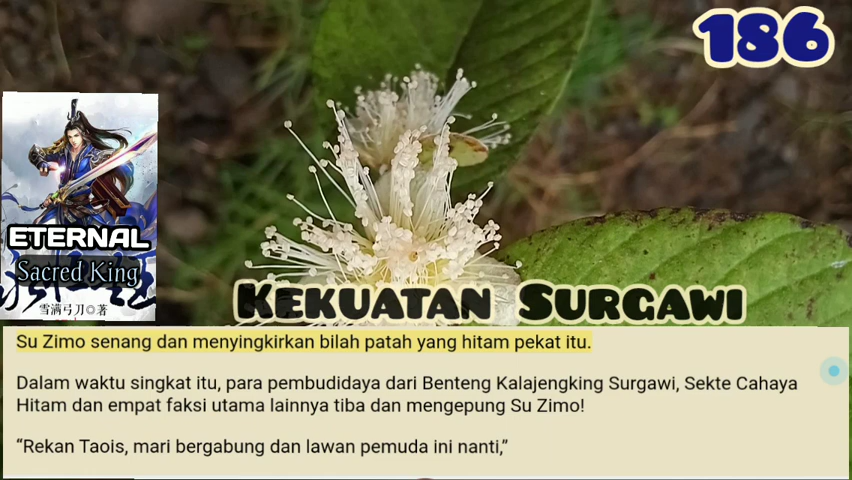 186
ETERNAL
Sacred King
雪满弓刀◎著
KEKUATAN SURGAWI
Su Zimo senang dan menyingkirkan bilah patah yang hitam pekat itu.
Dalam waktu singkat itu, para pembudidaya dari Benteng Kalajengking Surgawi, Sekte Cahaya
Hitam dan empat faksi utama lainnya tiba dan mengepung Su Zimo!
“Rekan Taois, mari bergabung dan lawan pemuda ini nanti,”